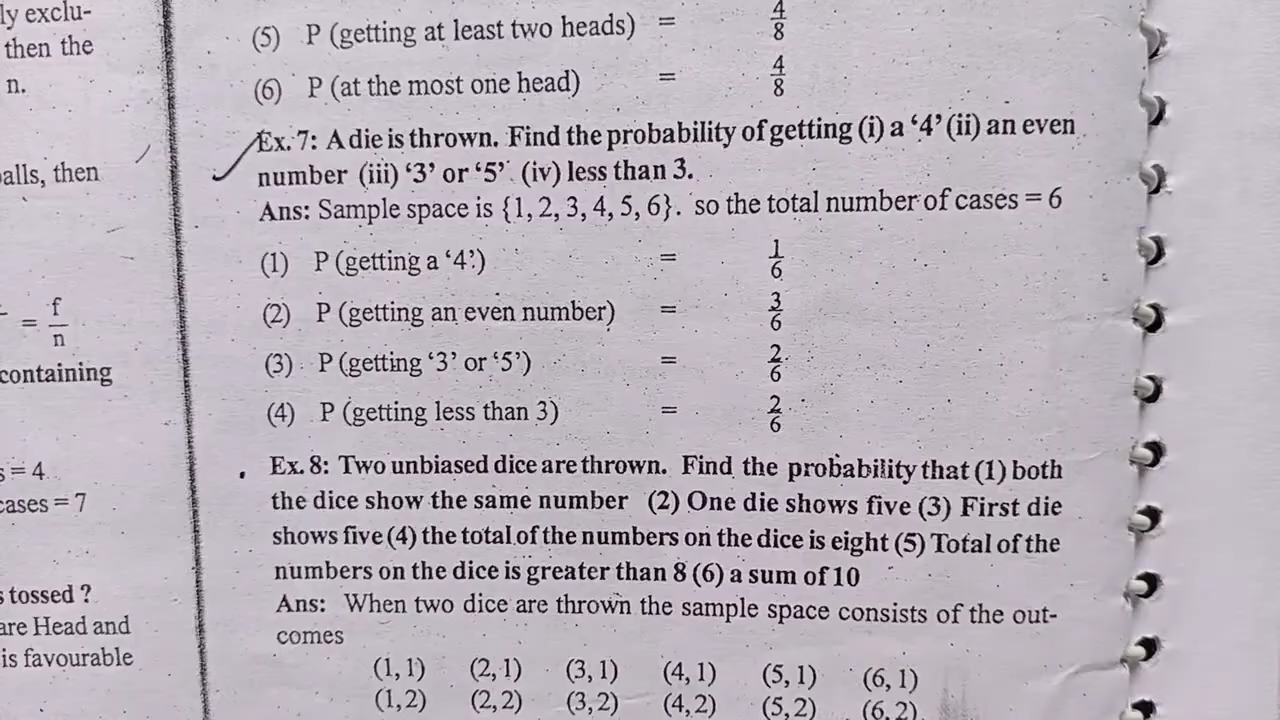 ly exclu-
then the
n.
alls, then
= f/n
containing
s = 4
cases = 7
s tossed ?
are Head and
is favourable
(5) P (getting at least two heads) = 4/8
(6) P (at the most one head) = 4/8
Ex. 7: A die is thrown. Find the probability of getting (i) a ‘4’ (ii) an even
number (iii) ‘3’ or ‘5’ (iv) less than 3.
Ans: Sample space is {1, 2, 3, 4, 5, 6}. so the total number of cases = 6
(1) P (getting a ‘4’) = 1/6
(2) P (getting an even number) = 3/6
(3) P (getting ‘3’ or ‘5’) = 2/6
(4) P (getting less than 3) = 2/6
Ex. 8: Two unbiased dice are thrown. Find the probability that (1) both
the dice show the same number (2) One die shows five (3) First die
shows five (4) the total of the numbers on the dice is eight (5) Total of the
numbers on the dice is greater than 8 (6) a sum of 10
Ans: When two dice are thrown the sample space consists of the out-
comes
(1, 1) (2, 1) (3, 1) (4, 1) (5, 1) (6, 1)
(1,2) (2,2) (3,2) (4,2) (5,2) (6,2)